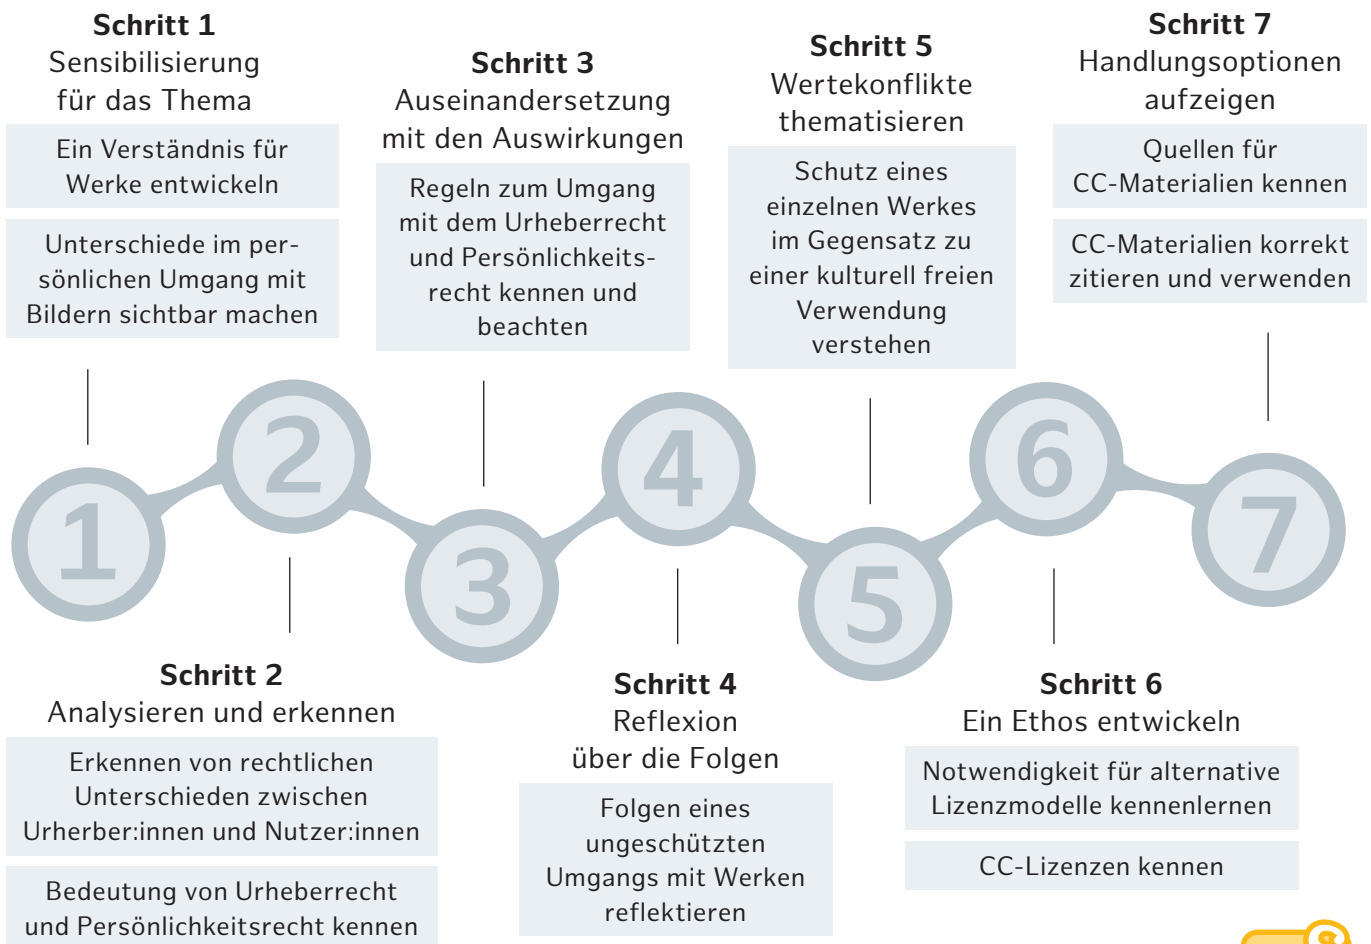 Schritt 1
Sensibilisierung
für das Thema
Ein Verständnis für
Werke entwickeln
Unterschiede im per-
sönlichen Umgang mit
Bildern sichtbar machen
Schritt 3
Auseinandersetzung
mit den Auswirkungen
Regeln zum Umgang
mit dem Urheberrecht
und Persönlichkeits-
recht kennen und
beachten
Schritt 5
Wertekonflikte
thematisieren
Schutz eines
einzelnen Werkes
im Gegensatz zu
einer kulturell freien
Verwendung
verstehen
Schritt 7
Handlungsoptionen
aufzeigen
Quellen für
CC-Materialien kennen
CC-Materialien korrekt
zitieren und verwenden
1
2
3
4
5
6
7
Schritt 2
Analysieren und erkennen
Erkennen von rechtlichen
Unterschieden zwischen
Urherber:innen und Nutzer:innen
Bedeutung von Urheberrecht
und Persönlichkeitsrecht kennen
Schritt 4
Reflexion
über die Folgen
Folgen eines
ungeschützten
Umgangs mit Werken
reflektieren
Schritt 6
Ein Ethos entwickeln
Notwendigkeit für alternative
Lizenzmodelle kennenlernen
CC-Lizenzen kennen